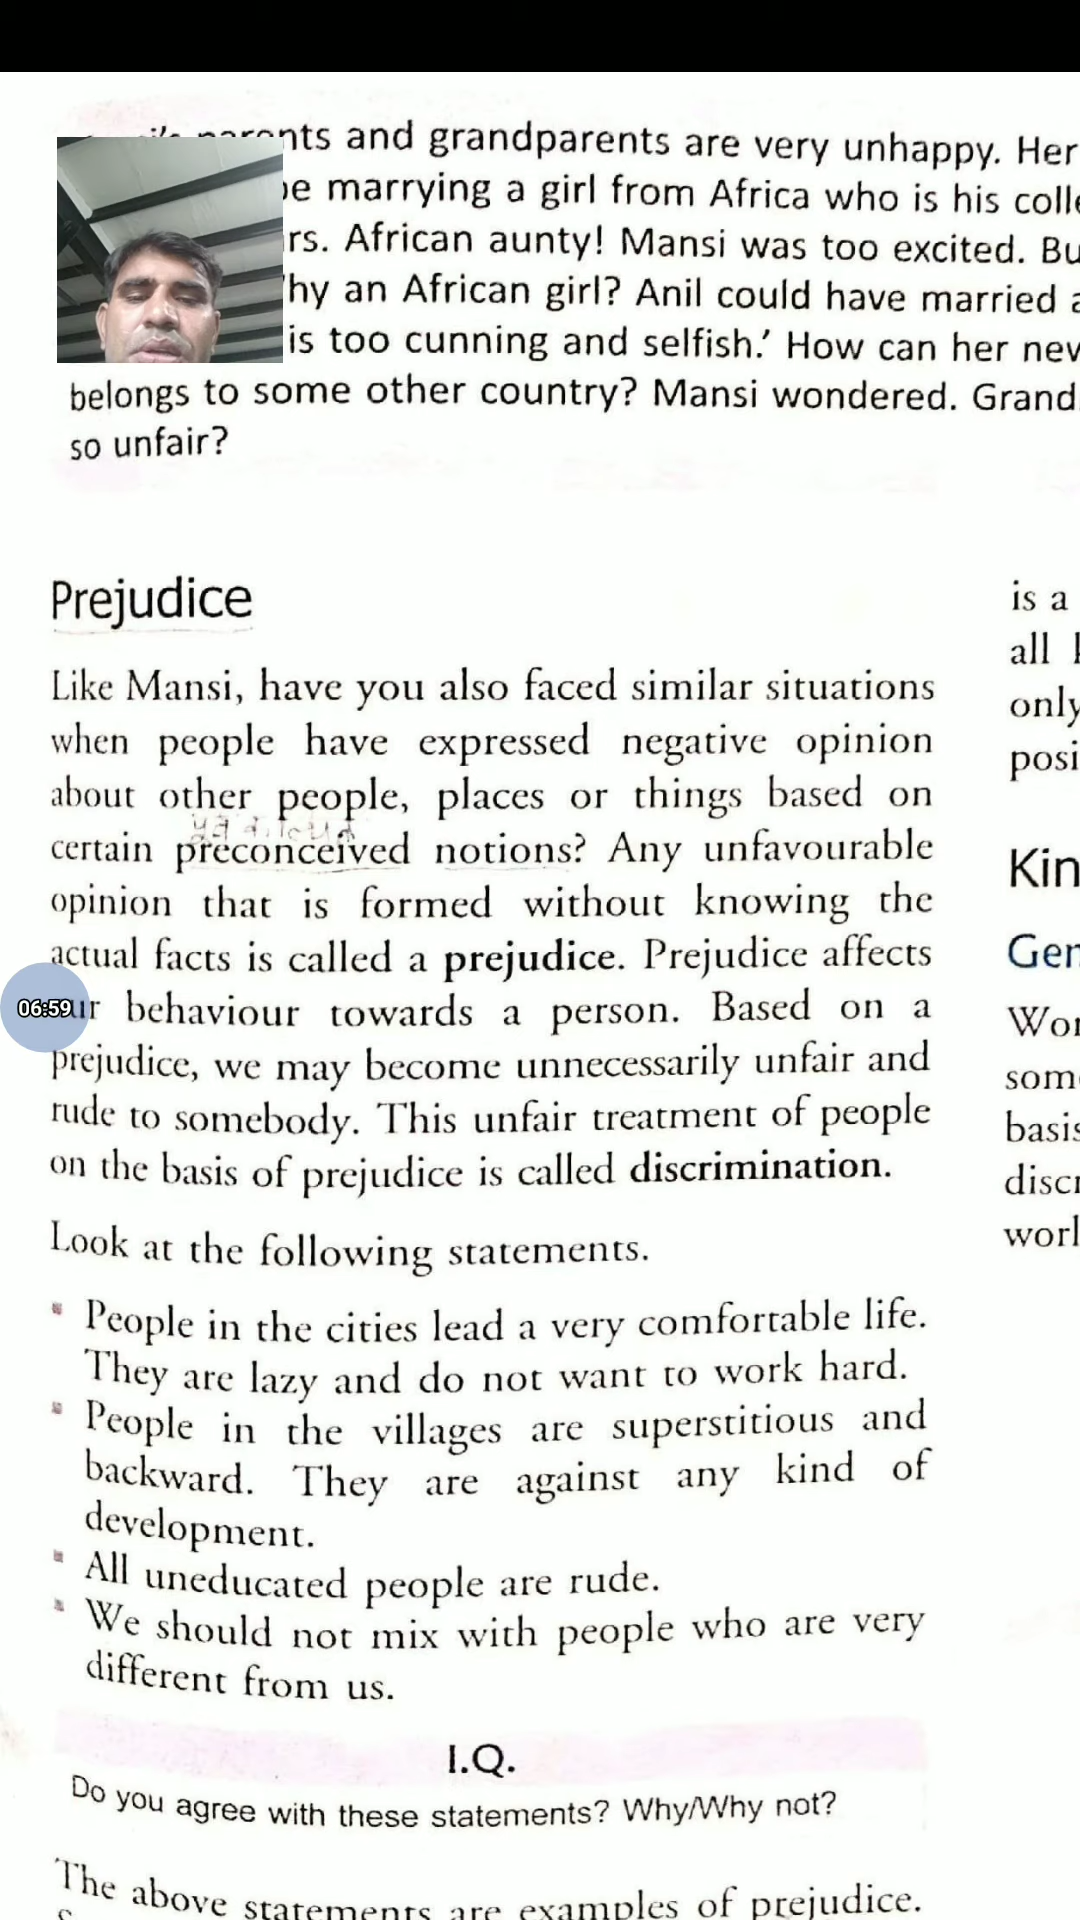 nts and grandparents are very unhappy. Her
be marrying a girl from Africa who is his colle
rs. African aunty! Mansi was too excited. Bu
hy an African girl? Anil could have married a
is too cunning and selfish.’ How can her nev
belongs to some other country? Mansi wondered. Grand
so unfair?
Prejudice
Like Mansi, have you also faced similar situations
when people have expressed negative opinion
about other people, places or things based on
certain preconceived notions? Any unfavourable
opinion that is formed without knowing the
actual facts is called a prejudice. Prejudice affects
06:59
ur behaviour towards a person. Based on a
prejudice, we may become unnecessarily unfair and
rude to somebody. This unfair treatment of people
on the basis of prejudice is called discrimination.
Look at the following statements.
People in the cities lead a very comfortable life.
They are lazy and do not want to work hard.
People in the villages are superstitious and
backward. They are against any kind of
development.
All uneducated people are rude.
We should not mix with people who are very
different from us.
I.Q.
Do you agree with these statements? Why/Why not?
The above statements are examples of prejudice.
is a
all
only
posi
Kin
Gen
Wor
some
basis
discr
worl